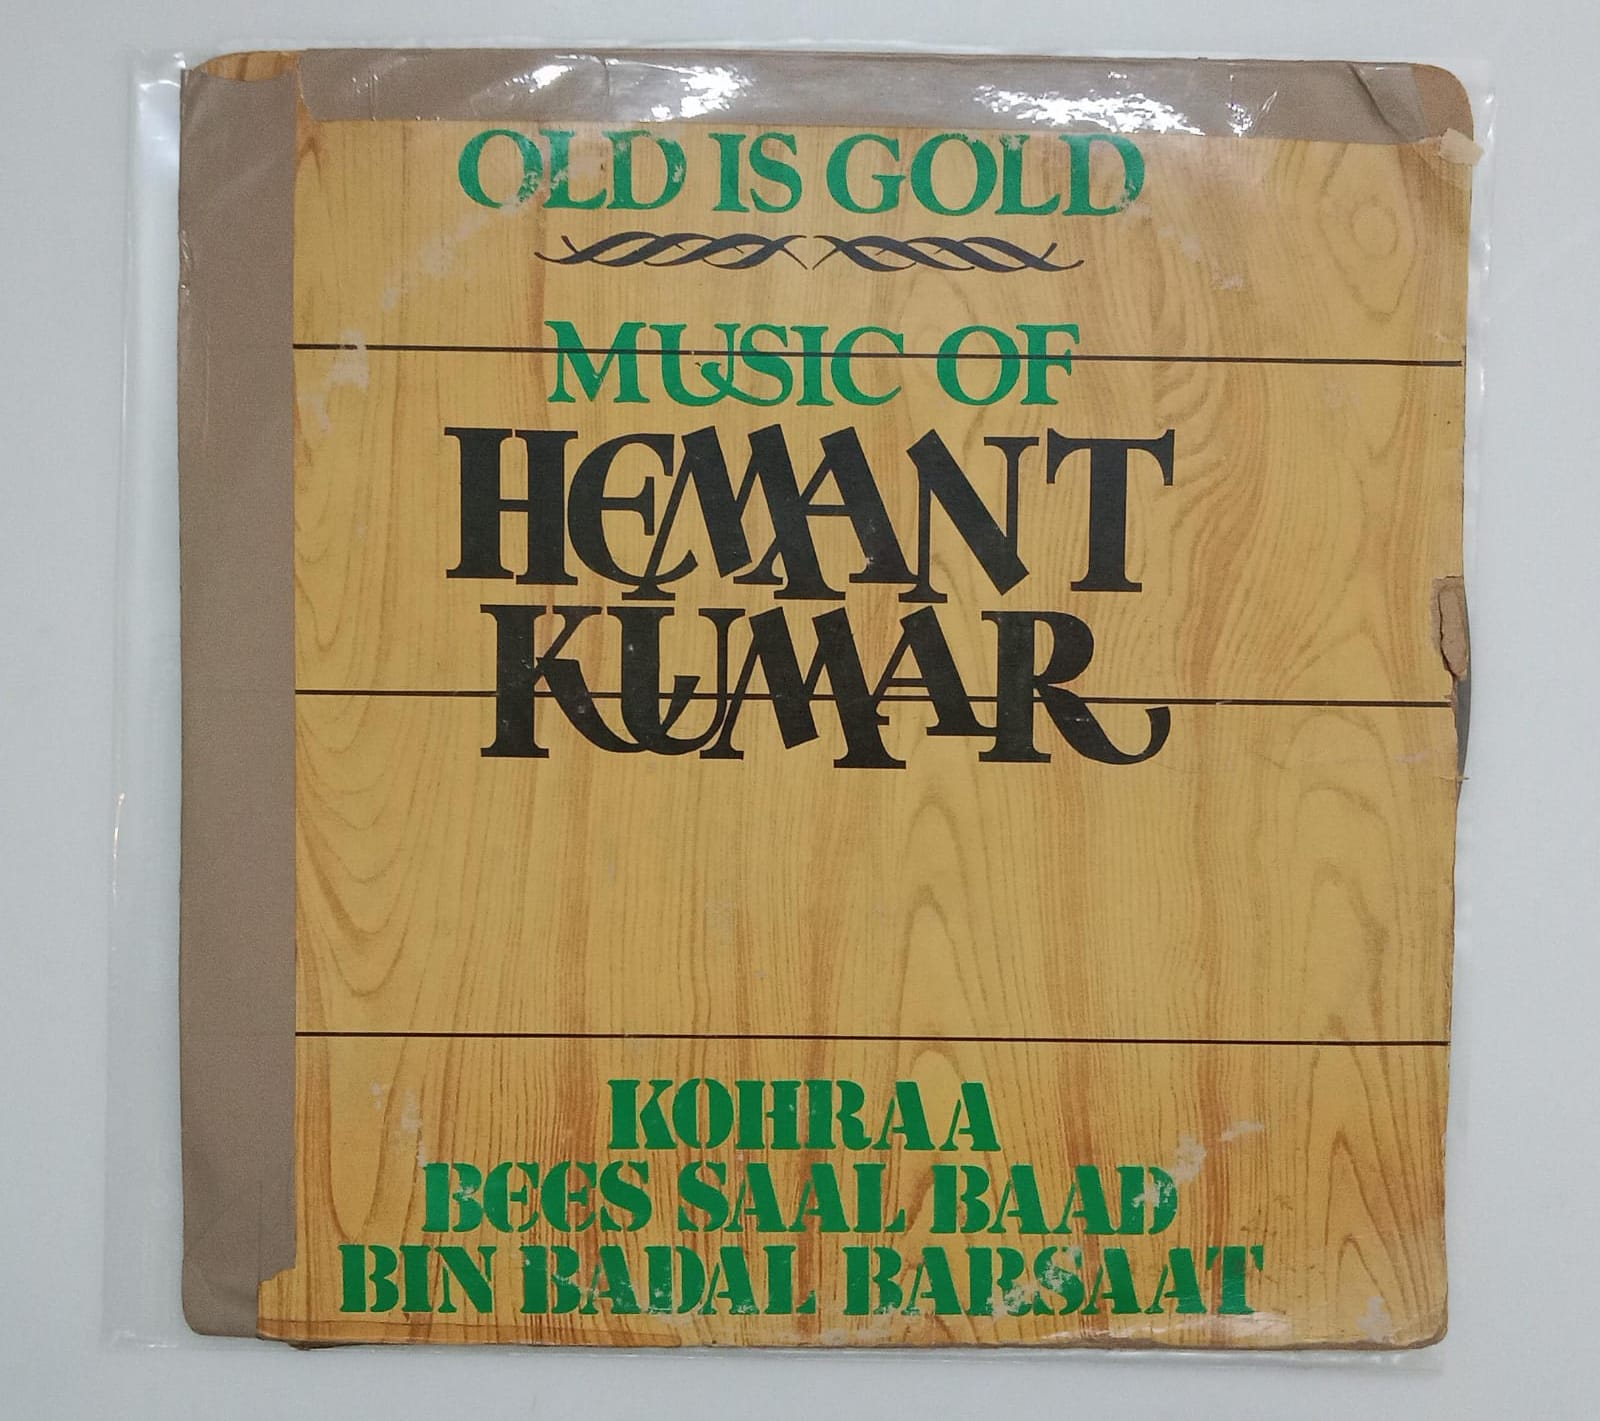 OLD IS GOLD
MUSIC OF
HEMANT
KUMAR
KOHRAA
BEES SAAL BAAD
BIN BADAL BARSAAT